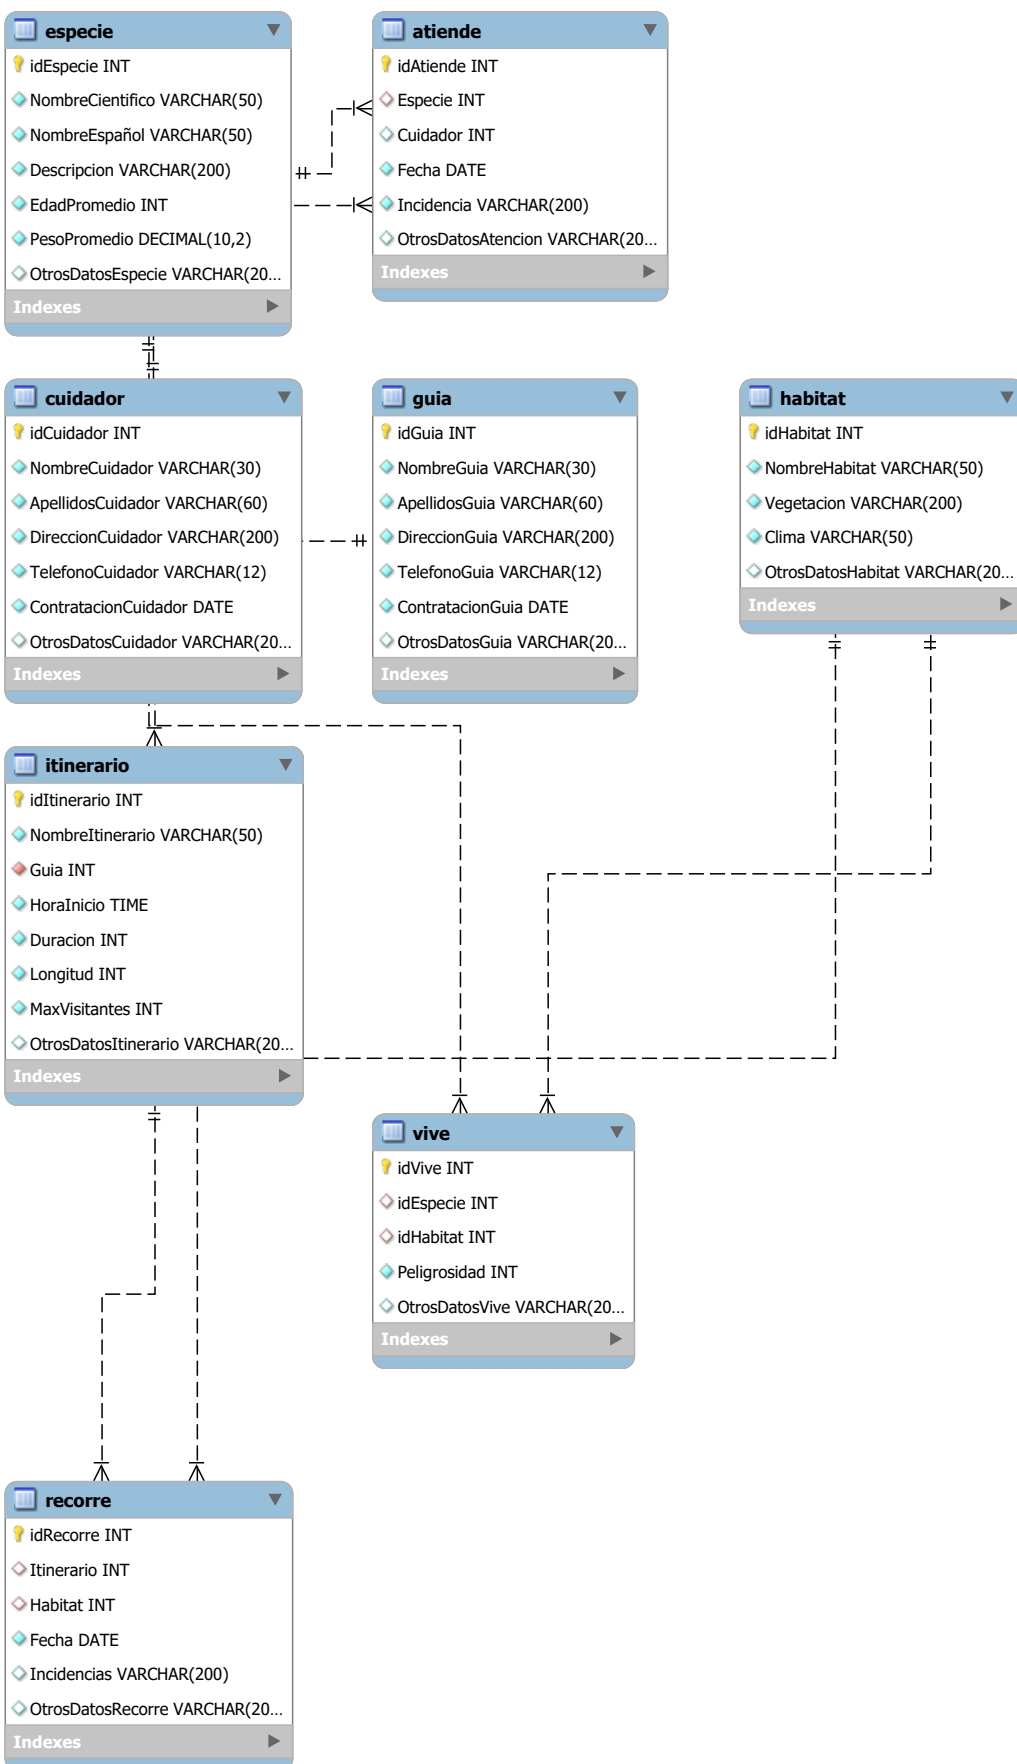 especie
idEspecie INT
NombreCientifico VARCHAR(50)
NombreEspañol VARCHAR(50)
Descripcion VARCHAR(200)
EdadPromedio INT
PesoPromedio DECIMAL(10,2)
OtrosDatosEspecie VARCHAR(20...
Indexes
atiende
idAtiende INT
Especie INT
Cuidador INT
Fecha DATE
Incidencia VARCHAR(200)
OtrosDatosAtencion VARCHAR(20...
Indexes
cuidador
idCuidador INT
NombreCuidador VARCHAR(30)
ApellidosCuidador VARCHAR(60)
DireccionCuidador VARCHAR(200)
TelefonoCuidador VARCHAR(12)
ContratacionCuidador DATE
OtrosDatosCuidador VARCHAR(20...
Indexes
guia
idGuia INT
NombreGuia VARCHAR(30)
ApellidosGuia VARCHAR(60)
DireccionGuia VARCHAR(200)
TelefonoGuia VARCHAR(12)
ContratacionGuia DATE
OtrosDatosGuia VARCHAR(20...
Indexes
habitat
idHabitat INT
NombreHabitat VARCHAR(50)
Vegetacion VARCHAR(200)
Clima VARCHAR(50)
OtrosDatosHabitat VARCHAR(20...
Indexes
itinerario
idItinerario INT
NombreItinerario VARCHAR(50)
Guia INT
HoraInicio TIME
Duracion INT
Longitud INT
MaxVisitantes INT
OtrosDatosItinerario VARCHAR(20...
Indexes
vive
idVive INT
idEspecie INT
idHabitat INT
Peligrosidad INT
OtrosDatosVive VARCHAR(20...
Indexes
recorre
idRecorre INT
Itinerario INT
Habitat INT
Fecha DATE
Incidencias VARCHAR(200)
OtrosDatosRecorre VARCHAR(20...
Indexes